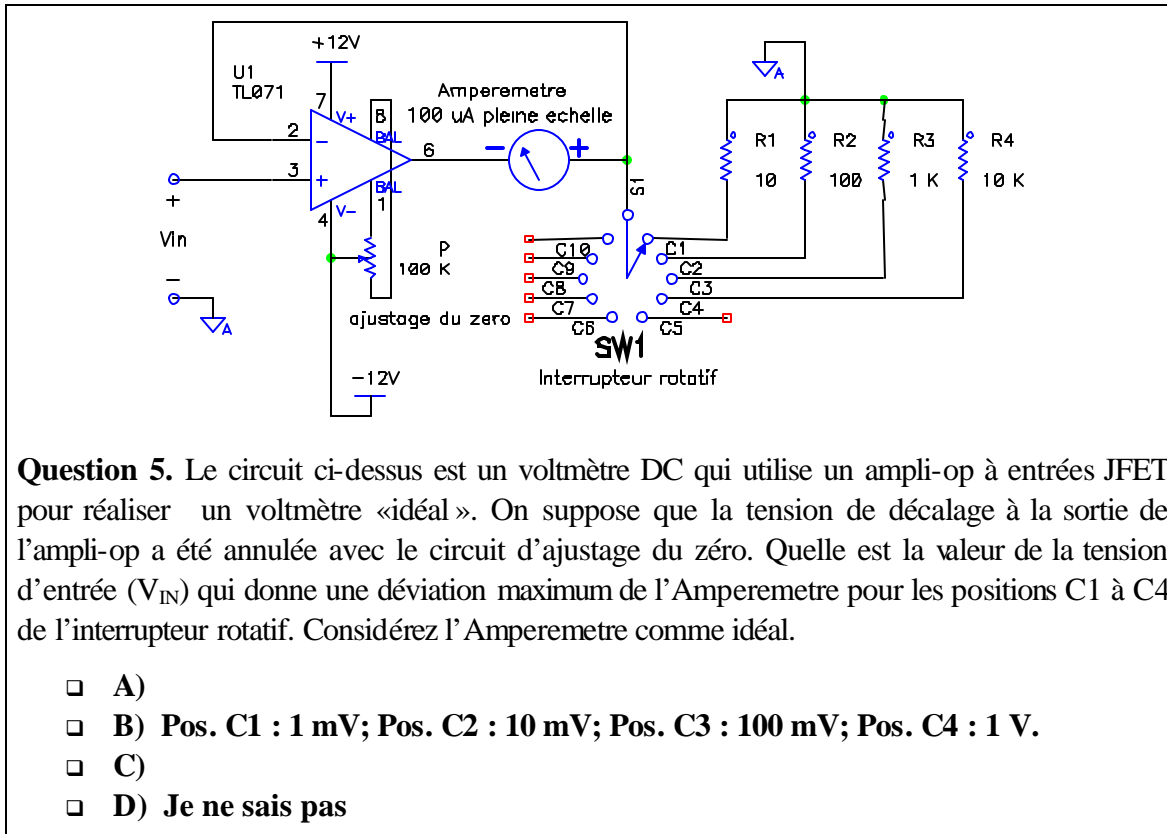 +12V
U1
TL071
7
V+
8
BAL
2
3
6
4
V-
BAL
1
+
Vin
-
A
P
100 K
ajustage du zero
-12V
Amperemetre
100 uA pleine echelle
-
+
S1
C10
C9
C8
C7
C6
C1
C2
C3
C4
C5
SW1
Interrupteur rotatif
A
R1
10
R2
100
R3
1 K
R4
10 K
Question 5. Le circuit ci-dessus est un voltmètre DC qui utilise un ampli-op à entrées JFET
pour réaliser un voltmètre «idéal ». On suppose que la tension de décalage à la sortie de
l'ampli-op a été annulée avec le circuit d'ajustage du zéro. Quelle est la valeur de la tension
d'entrée (VIN) qui donne une déviation maximum de l'Amperemetre pour les positions C1 à C4
de l'interrupteur rotatif. Considérez l'Amperemetre comme idéal.
A)
B) Pos. C1 : 1 mV; Pos. C2 : 10 mV; Pos. C3 : 100 mV; Pos. C4 : 1 V.
C)
D) Je ne sais pas